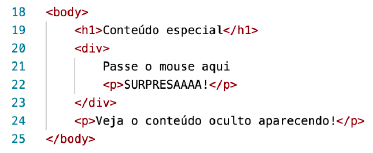 18 <body>
19 <h1>Conteúdo especial</h1>
20 <div>
21 Passe o mouse aqui
22 <p>SURPRESAAAA!</p>
23 </div>
24 <p>Veja o conteúdo oculto aparecendo!</p>
25 </body>